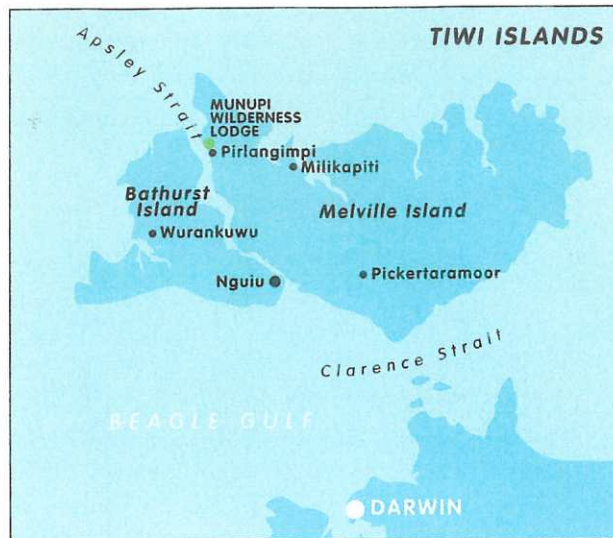 TIWI ISLANDS
Apsley Strait
MUNUPI
WILDERNESS
LODGE
Pirlangimpi
Milikapiti
Bathurst
Island
Melville Island
Wurankuwu
Nguiu
Pickertaramoor
Clarence Strait
BEAGLE GULF
DARWIN